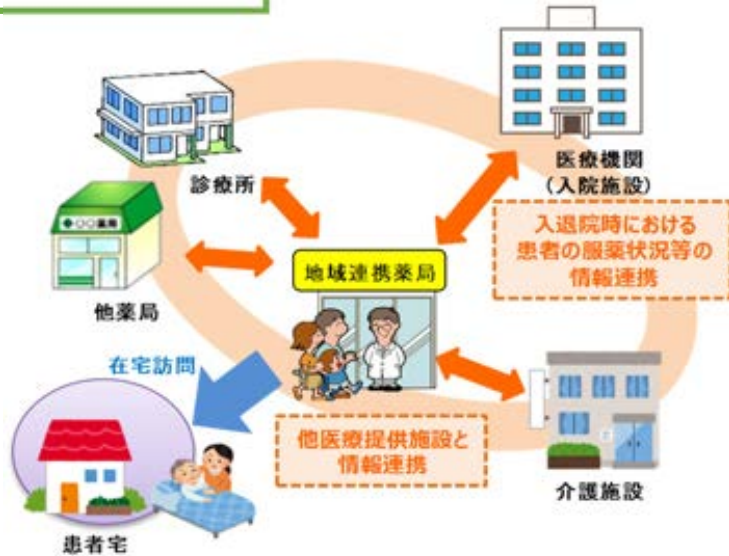 診療所
医療機関
(入院施設)
入退院時における
患者の服薬状況等の
情報連携
○○薬局
他薬局
地域連携薬局
在宅訪問
他医療提供施設と
情報連携
介護施設
患者宅